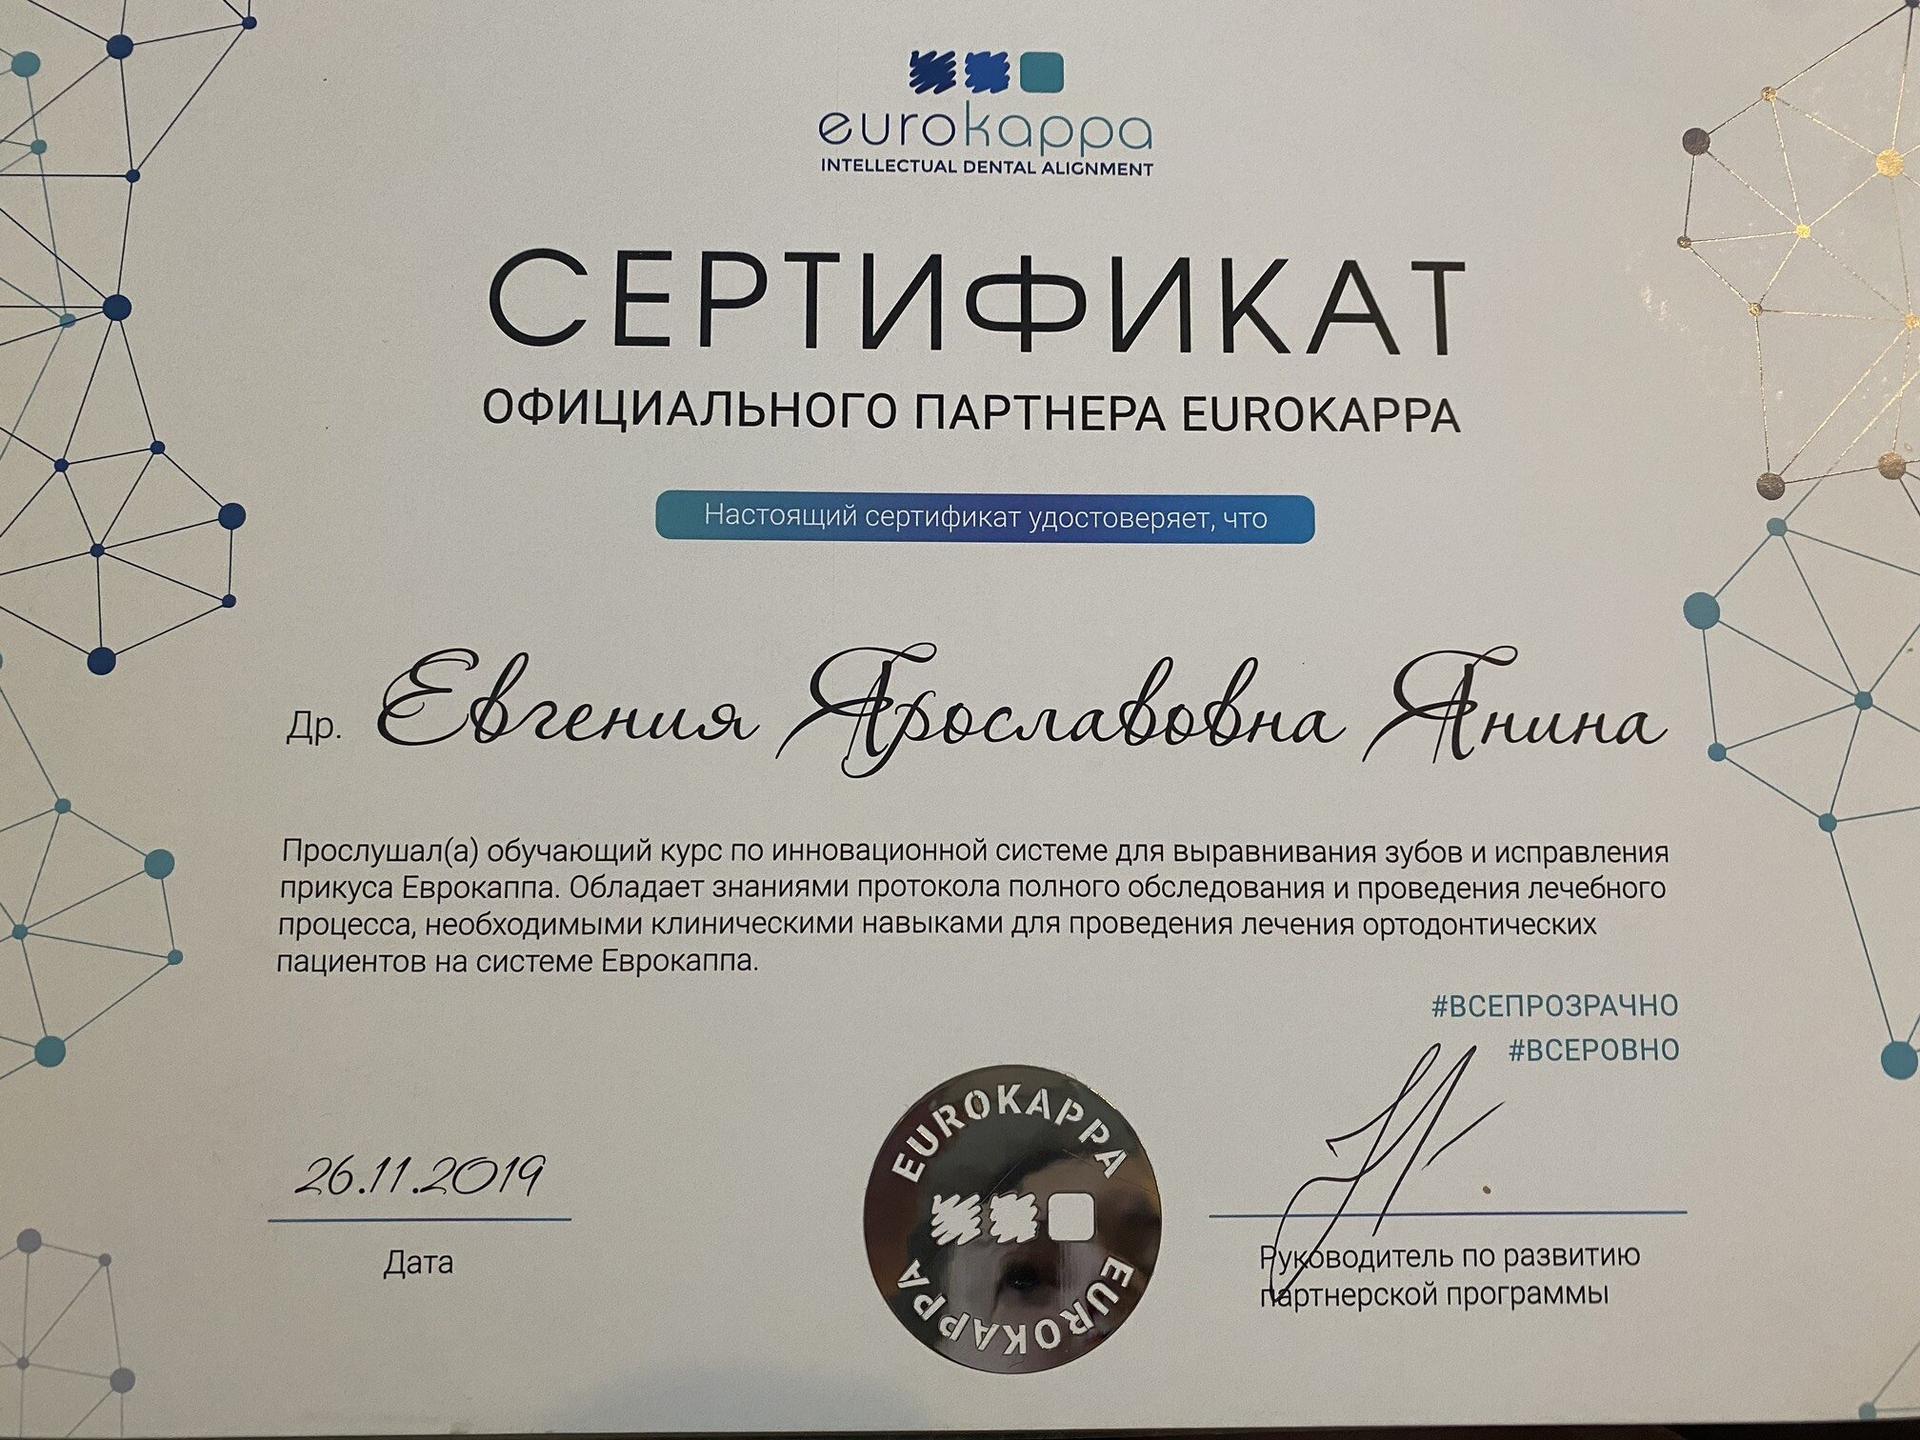 eurokappa
INTELLECTUAL DENTAL ALIGNMENT
СЕРТИФИКАТ
ОФИЦИАЛЬНОГО ПАРТНЕРА EUROKAPPA
Настоящий сертификат удостоверяет, что
Др. Евгения Ярославовна Янина
Прослушал(а) обучающий курс по инновационной системе для выравнивания зубов и исправления
прикуса Еврокаппа. Обладает знаниями протокола полного обследования и проведения лечебного
процесса, необходимыми клиническими навыками для проведения лечения ортодонтических
пациентов на системе Еврокаппа.
#ВСЕПРОЗРАЧНО
#ВСЕРОВНО
26.11.2019
Дата
EUROKAPPA
EUROKAPPA
Руководитель по развитию
партнерской программы